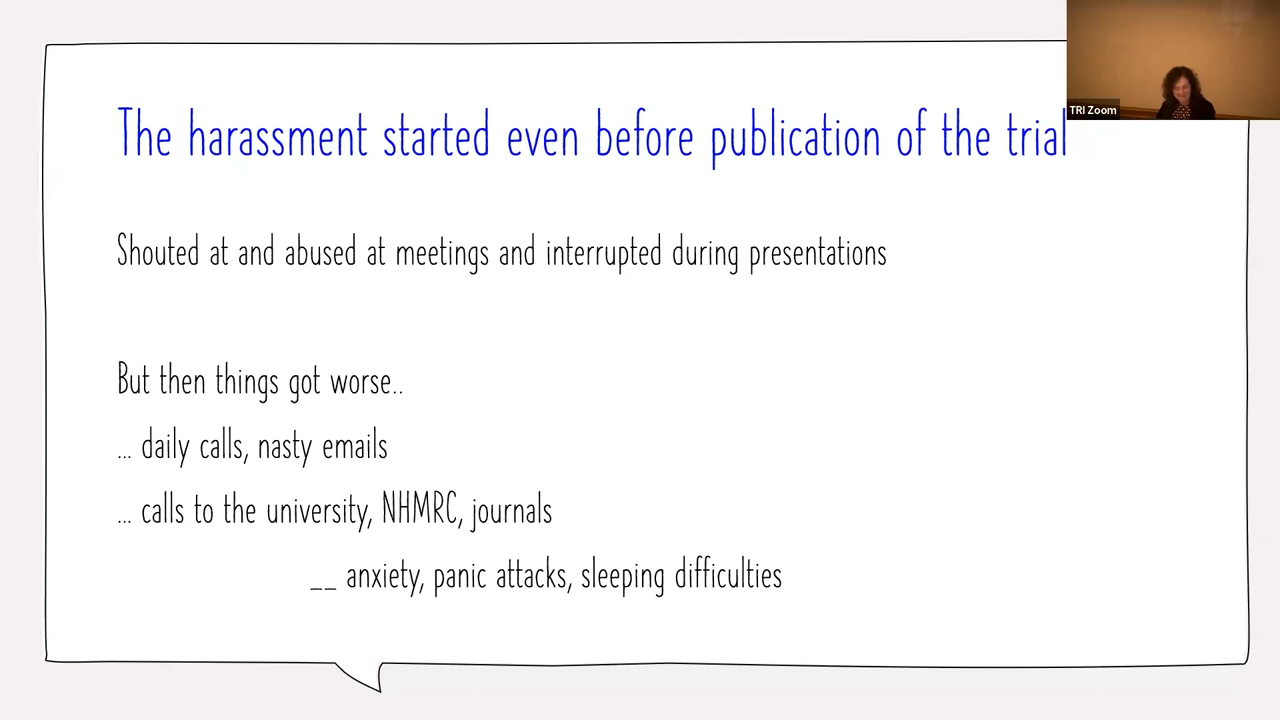 The harassment started even before publication of the trial
TRI Zoom
Shouted at and abused at meetings and interrupted during presentations
But then things got worse..
... daily calls, nasty emails
... calls to the university, NHMRC, journals
__ anxiety, panic attacks, sleeping difficulties